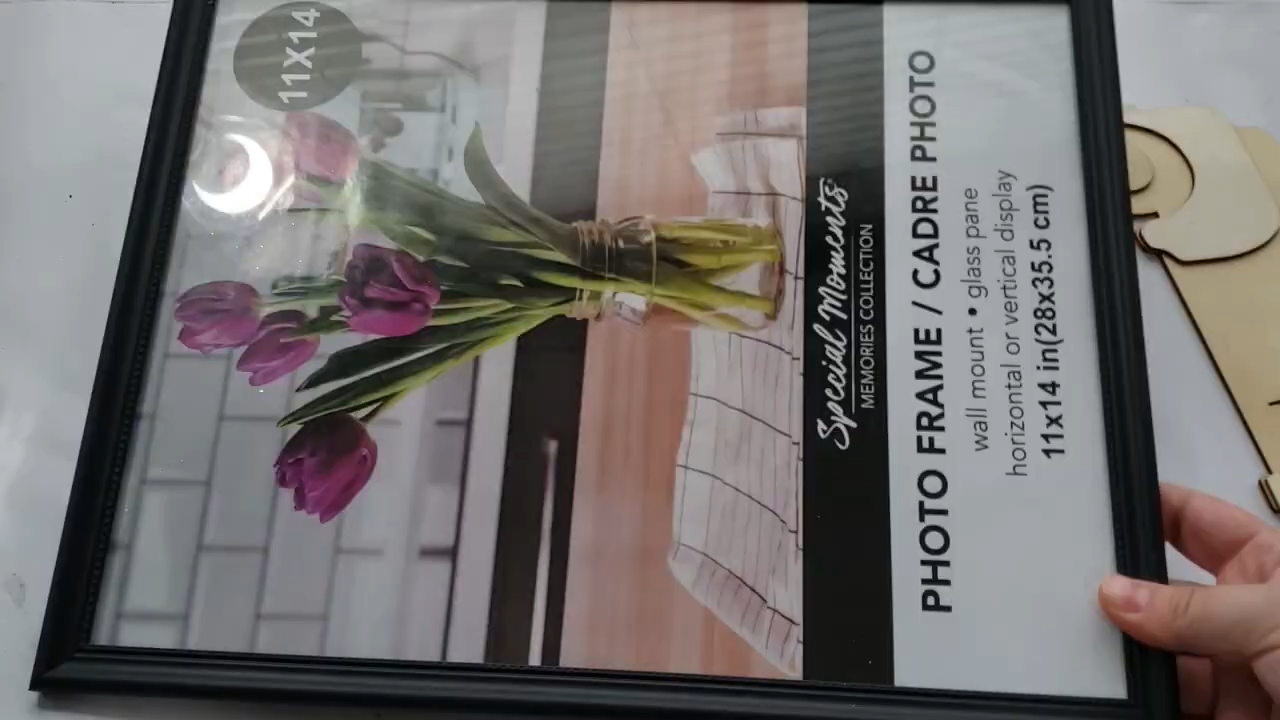 11X14
Special Moments
MEMORIES COLLECTION
PHOTO FRAME / CADRE PHOTO
wall mount • glass pane
horizontal or vertical display
11x14 in(28x35.5 cm)